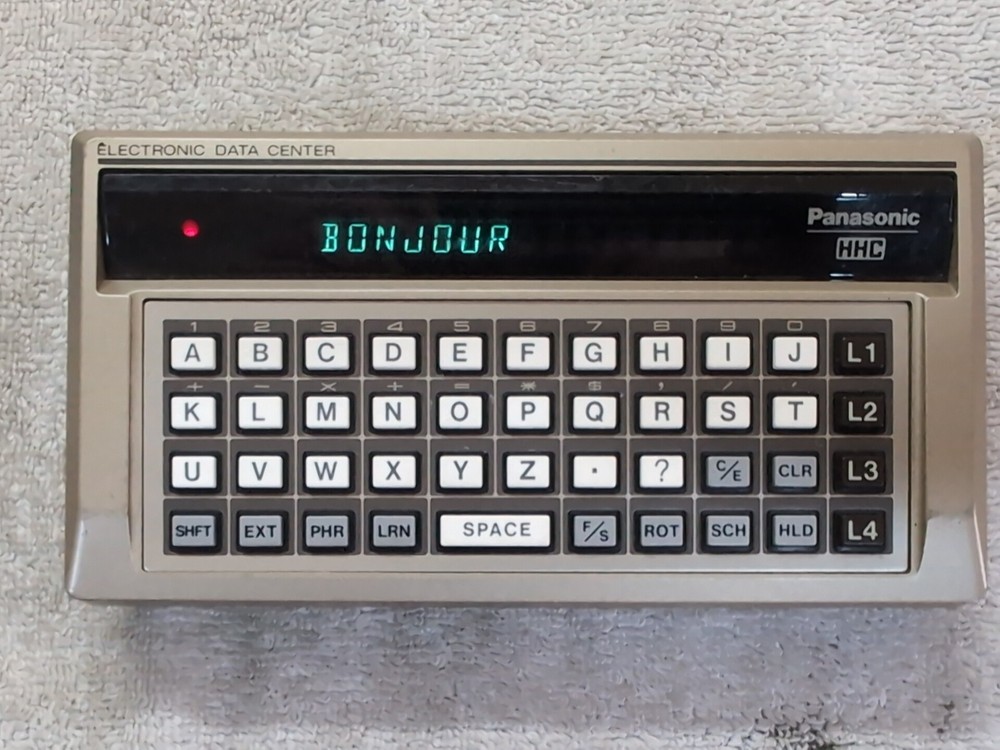 ELECTRONIC DATA CENTER
BONJOUR
Panasonic
HHC
1 2 3 4 5 6 7 8 9 0
A B C D E F G H I J L1
+ − × ÷ = * $ , / '
K L M N O P Q R S T L2
U V W X Y Z . ? C/E CLR L3
SHFT EXT PHR LRN SPACE F/S ROT SCH HLD L4